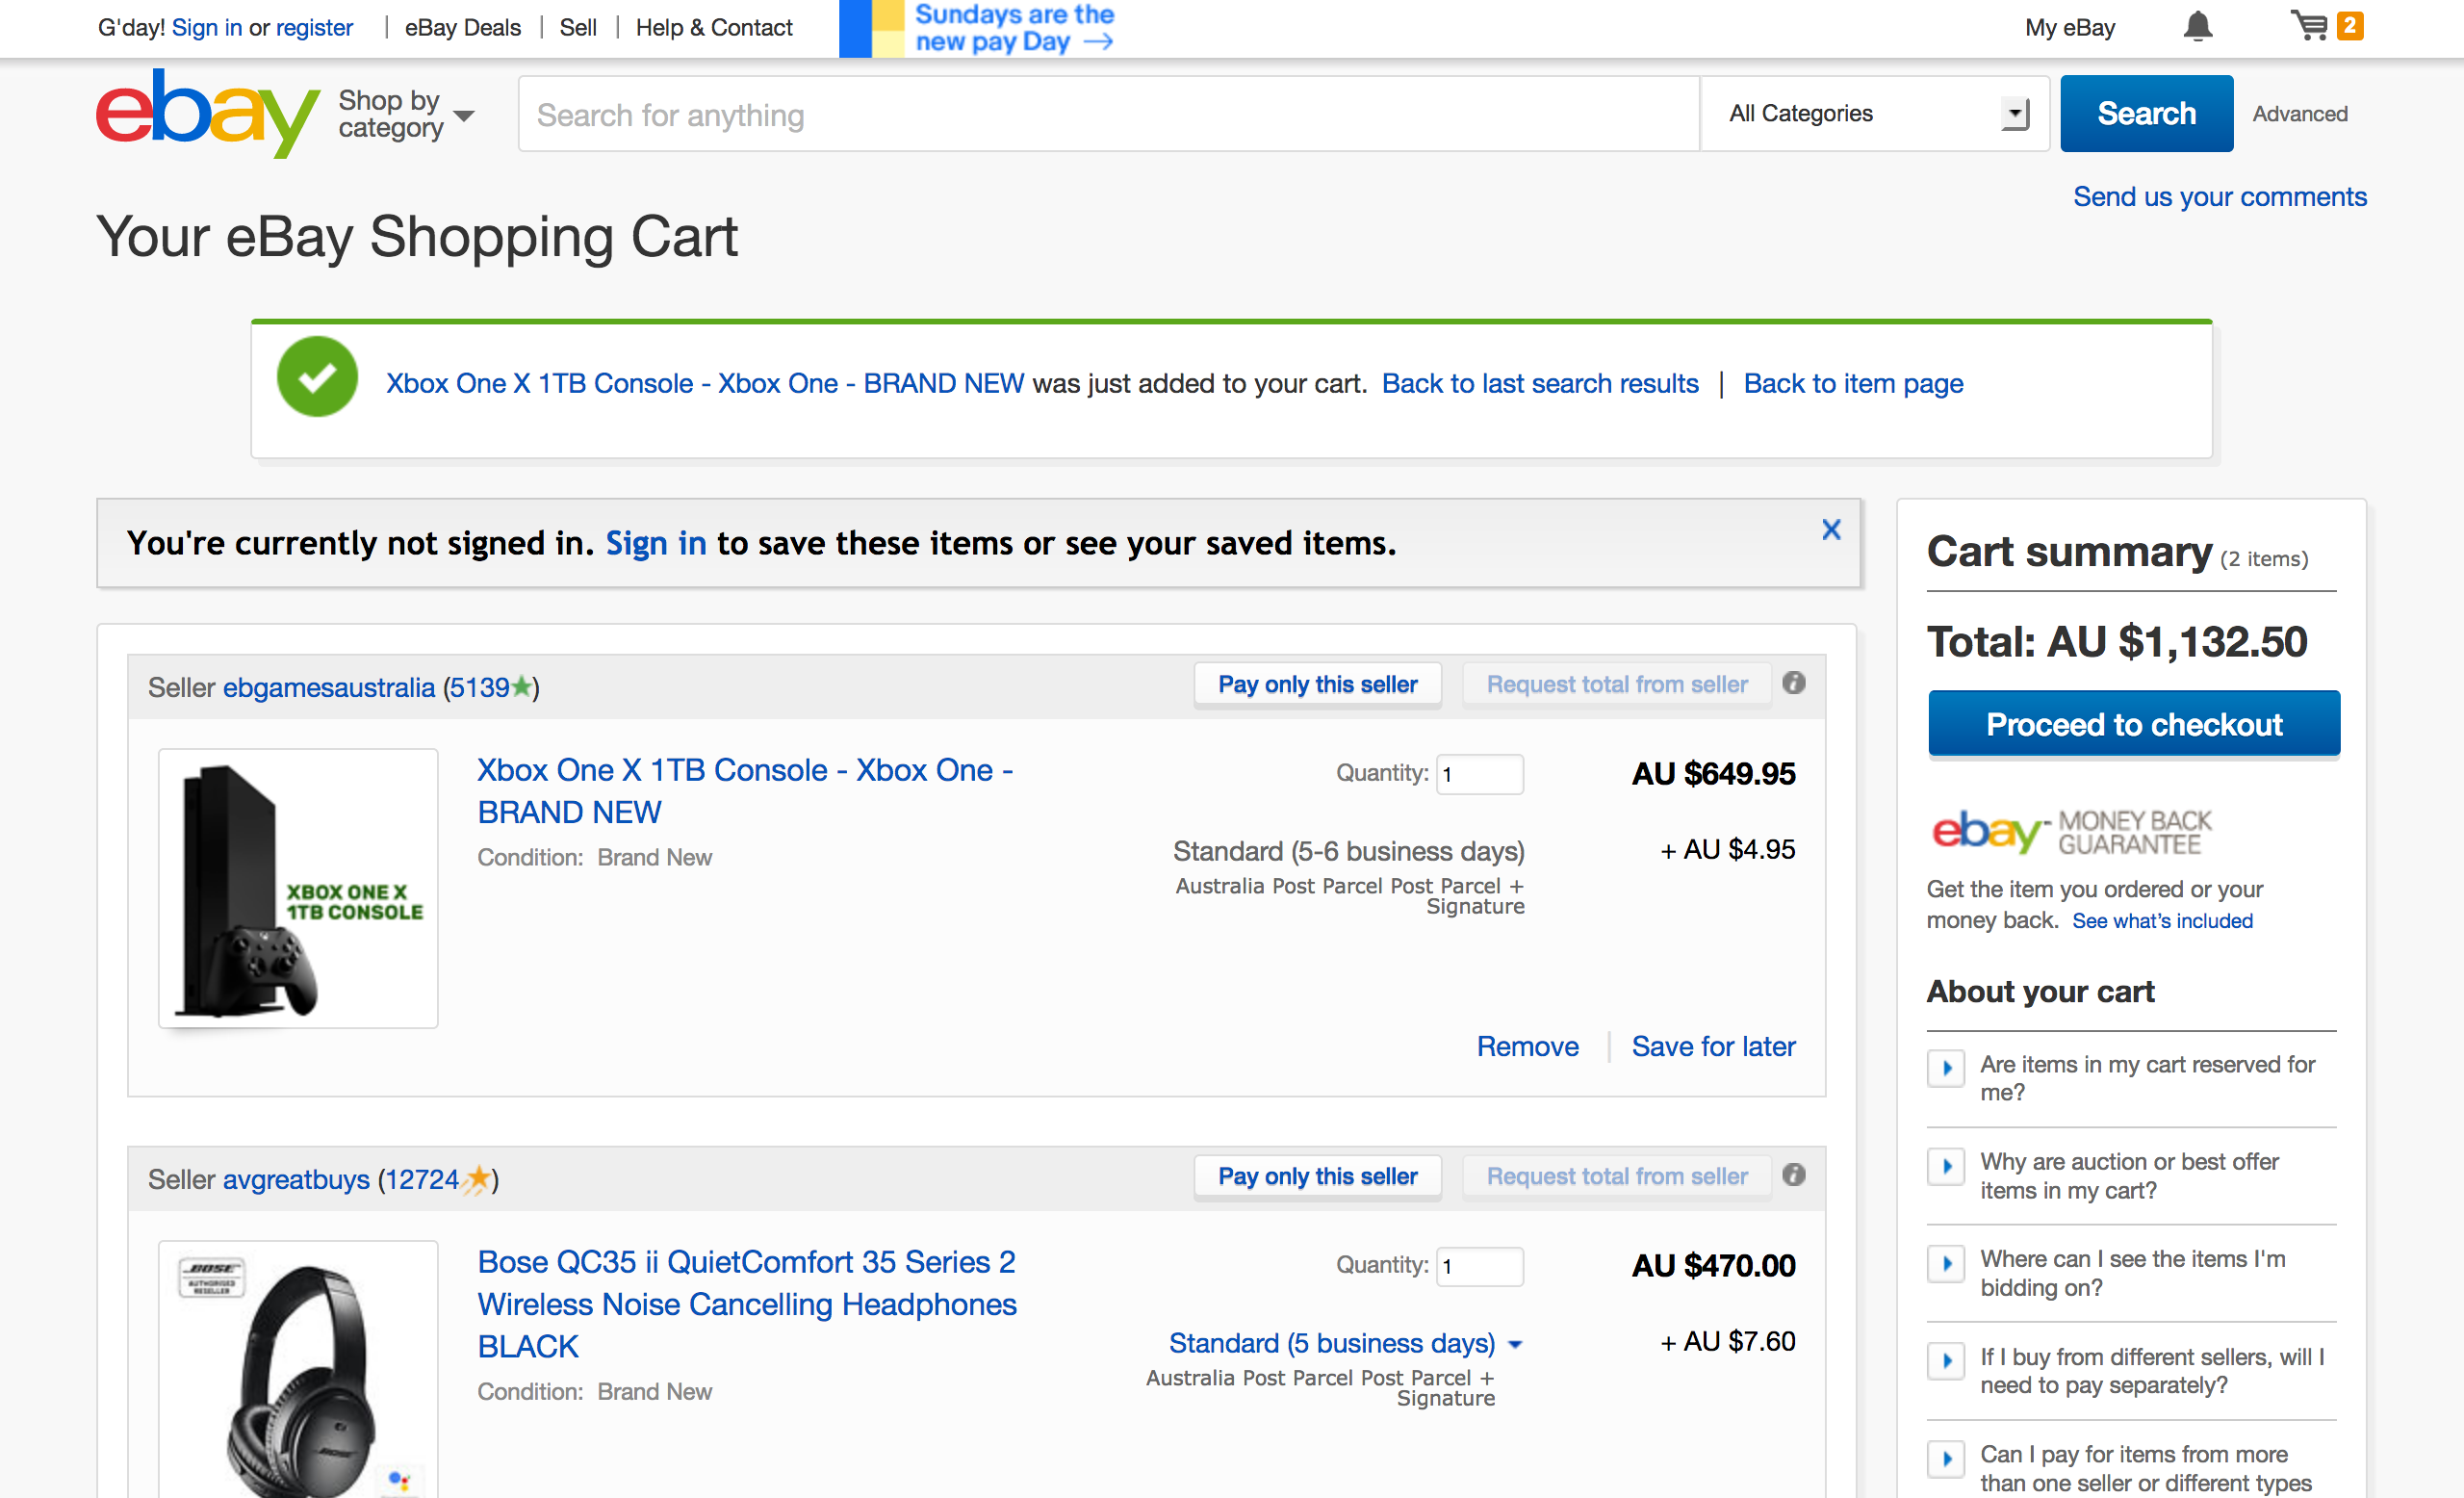 G'day! Sign in or register | eBay Deals | Sell | Help & Contact
Sundays are the
new pay Day →
My eBay
2
ebay
Shop by
category
Search for anything
All Categories
Search
Advanced
Send us your comments
Your eBay Shopping Cart
Xbox One X 1TB Console - Xbox One - BRAND NEW was just added to your cart. Back to last search results | Back to item page
You're currently not signed in. Sign in to save these items or see your saved items.
Seller ebgamesaustralia (5139)
Pay only this seller
Request total from seller
XBOX ONE X
1TB CONSOLE
Xbox One X 1TB Console - Xbox One -
BRAND NEW
Condition: Brand New
Quantity: 1
AU $649.95
Standard (5-6 business days)
+ AU $4.95
Australia Post Parcel Post Parcel +
Signature
Remove | Save for later
Seller avgreatbuys (12724)
Pay only this seller
Request total from seller
BOSE
AUTHORISED
RESELLER
BOSE
Bose QC35 ii QuietComfort 35 Series 2
Wireless Noise Cancelling Headphones
BLACK
Condition: Brand New
Quantity: 1
AU $470.00
Standard (5 business days)
+ AU $7.60
Australia Post Parcel Post Parcel +
Signature
Cart summary (2 items)
Total: AU $1,132.50
Proceed to checkout
ebay™ MONEY BACK
GUARANTEE
Get the item you ordered or your
money back. See what's included
About your cart
Are items in my cart reserved for
me?
Why are auction or best offer
items in my cart?
Where can I see the items I'm
bidding on?
If I buy from different sellers, will I
need to pay separately?
Can I pay for items from more
than one seller or different types